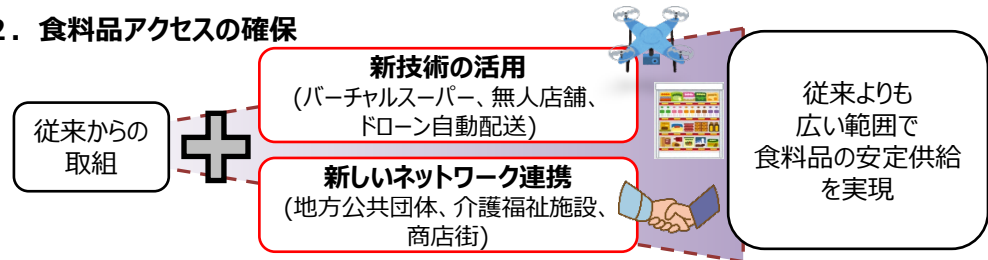 ２．食料品アクセスの確保
従来からの
取組
新技術の活用
(バーチャルスーパー、無人店舗、
ドローン自動配送)
新しいネットワーク連携
(地方公共団体、介護福祉施設、
商店街)
従来よりも
広い範囲で
食料品の安定供給
を実現